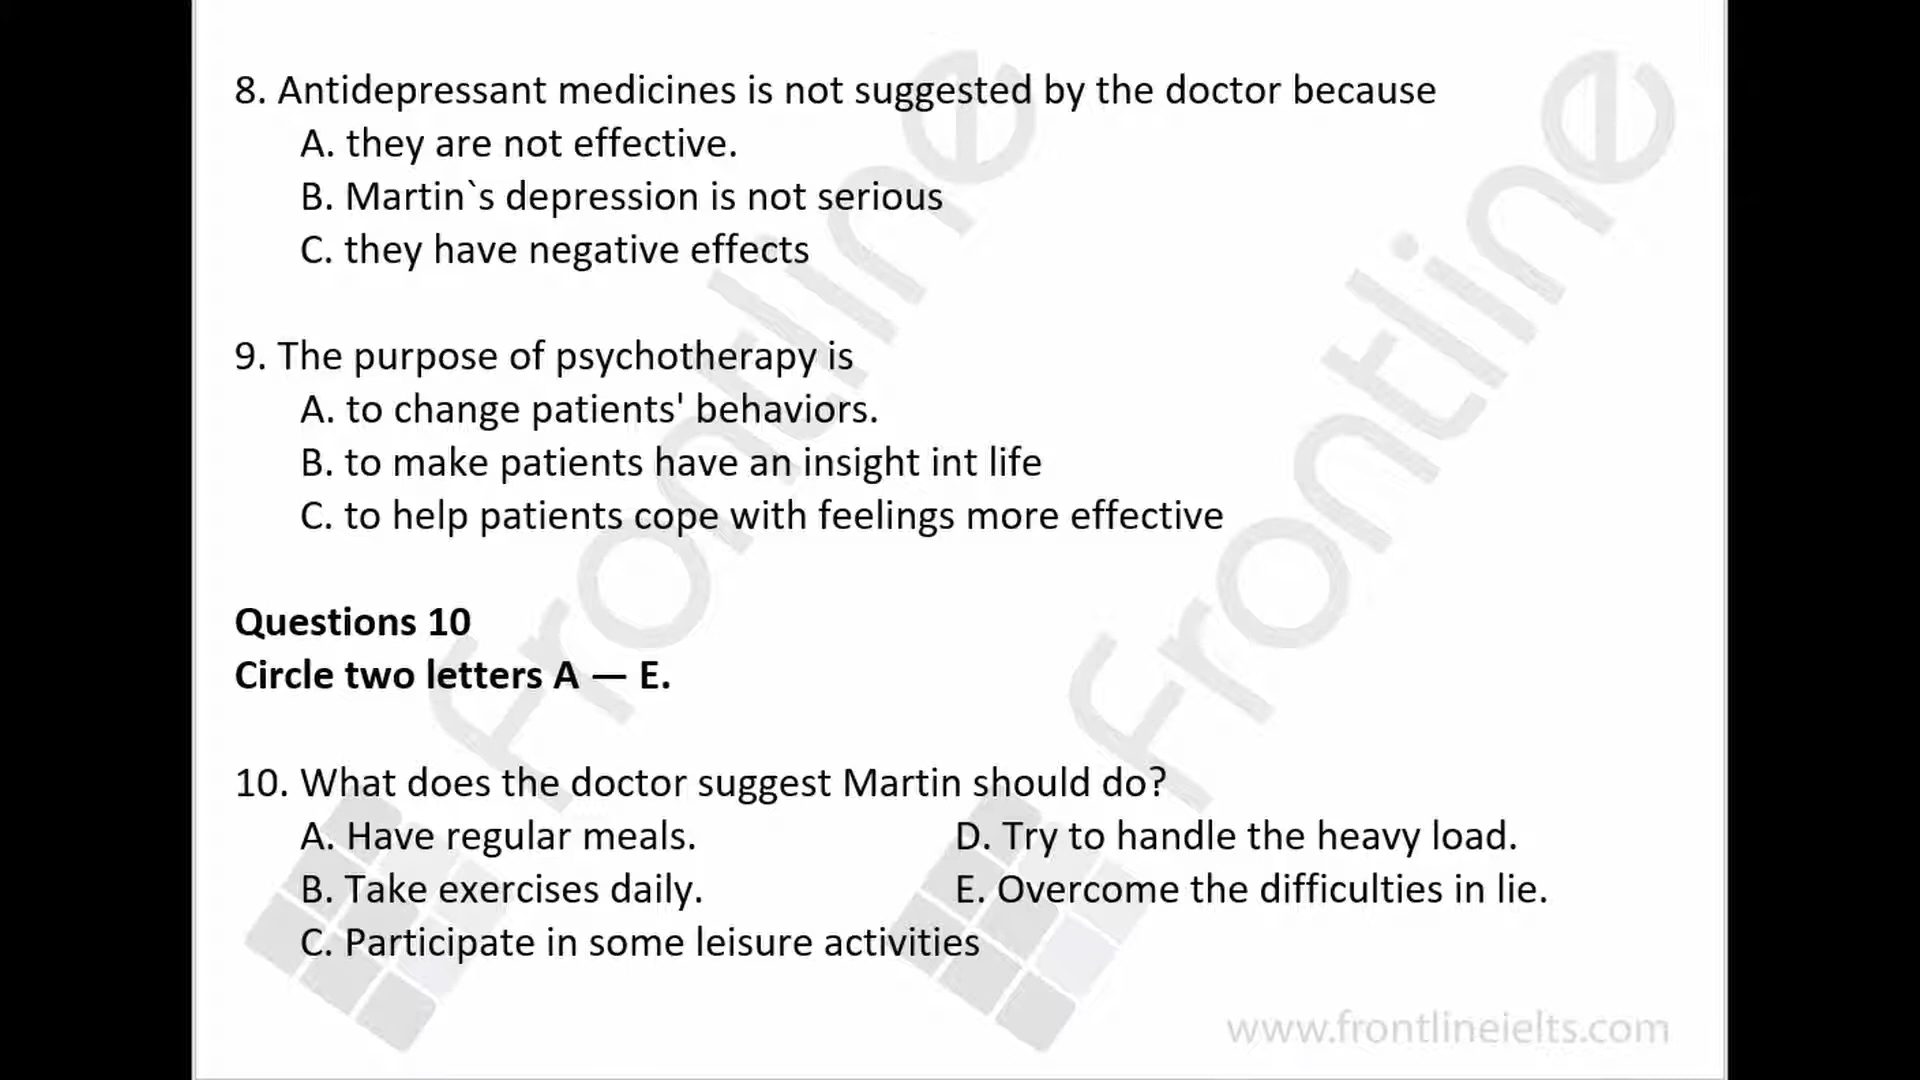 8. Antidepressant medicines is not suggested by the doctor because
A. they are not effective.
B. Martin`s depression is not serious
C. they have negative effects
9. The purpose of psychotherapy is
A. to change patients' behaviors.
B. to make patients have an insight int life
C. to help patients cope with feelings more effective
Questions 10
Circle two letters A — E.
10. What does the doctor suggest Martin should do?
A. Have regular meals.
D. Try to handle the heavy load.
B. Take exercises daily.
E. Overcome the difficulties in lie.
C. Participate in some leisure activities
frontline
frontline
www.frontlineielts.com